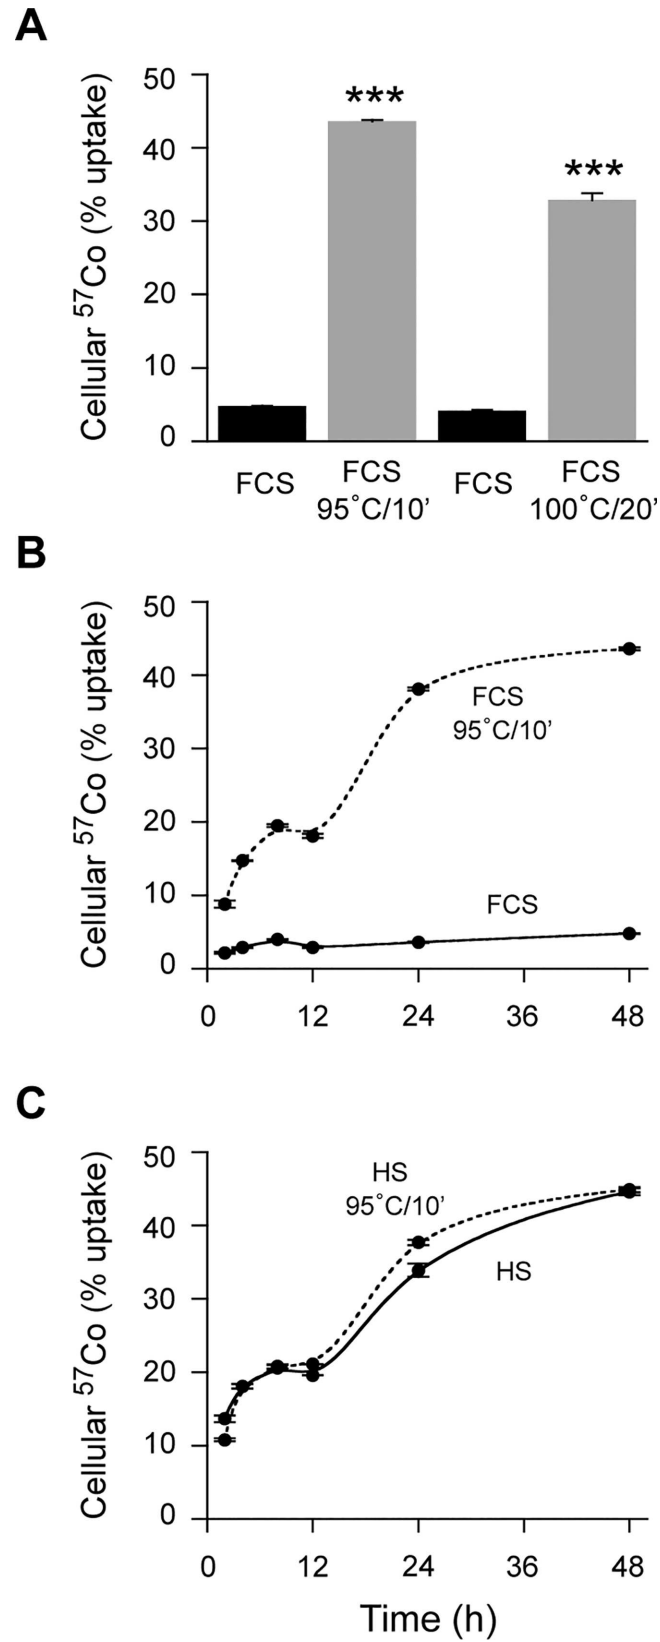 A
Cellular ⁵⁷Co (% uptake)
50
40
30
20
10
0
***
***
FCS
FCS
95˚C/10’
FCS
FCS
100˚C/20’
B
Cellular ⁵⁷Co (% uptake)
50
40
30
20
10
0
FCS
95˚C/10’
FCS
0 12 24 36 48
C
Cellular ⁵⁷Co (% uptake)
50
40
30
20
10
0
HS
95˚C/10’
HS
0 12 24 36 48
Time (h)